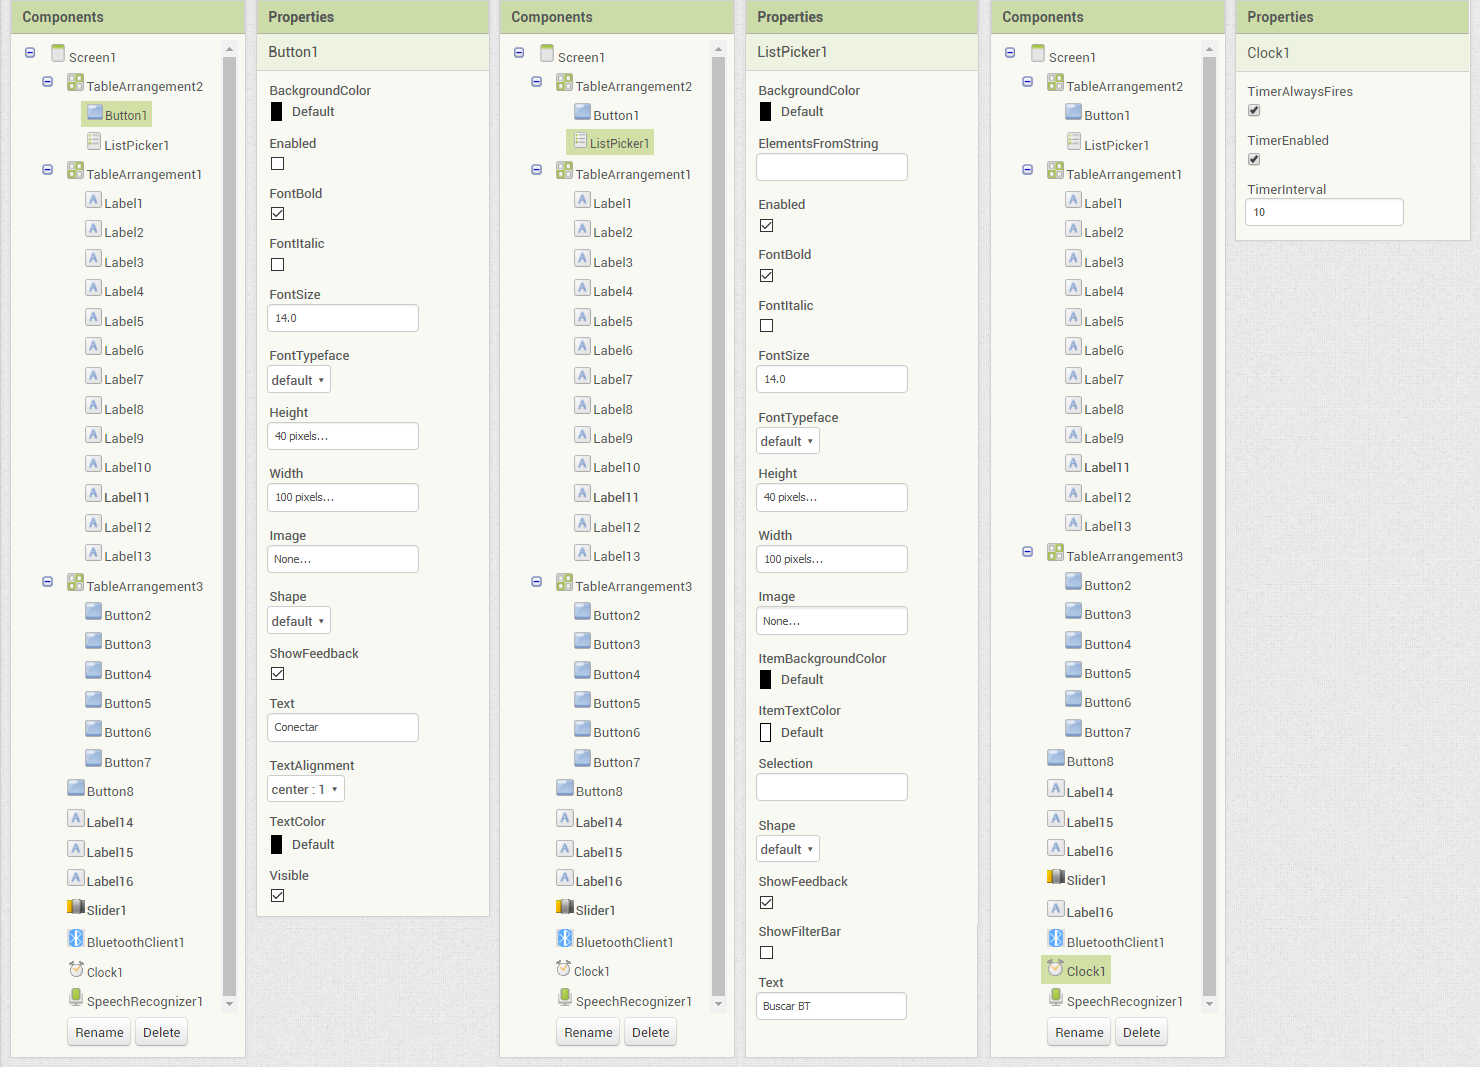 Components
Screen1
TableArrangement2
Button1
ListPicker1
TableArrangement1
Label1
Label2
Label3
Label4
Label5
Label6
Label7
Label8
Label9
Label10
Label11
Label12
Label13
TableArrangement3
Button2
Button3
Button4
Button5
Button6
Button7
Button8
Label14
Label15
Label16
Slider1
BluetoothClient1
Clock1
SpeechRecognizer1
Rename Delete
Properties
Button1
BackgroundColor
Default
Enabled
FontBold
FontItalic
FontSize
14.0
FontTypeface
default
Height
40 pixels...
Width
100 pixels...
Image
None...
Shape
default
ShowFeedback
Text
Conectar
TextAlignment
center : 1
TextColor
Default
Visible
Components
Screen1
TableArrangement2
Button1
ListPicker1
TableArrangement1
Label1
Label2
Label3
Label4
Label5
Label6
Label7
Label8
Label9
Label10
Label11
Label12
Label13
TableArrangement3
Button2
Button3
Button4
Button5
Button6
Button7
Button8
Label14
Label15
Label16
Slider1
BluetoothClient1
Clock1
SpeechRecognizer1
Rename Delete
Properties
ListPicker1
BackgroundColor
Default
ElementsFromString
Enabled
FontBold
FontItalic
FontSize
14.0
FontTypeface
default
Height
40 pixels...
Width
100 pixels...
Image
None...
ItemBackgroundColor
Default
ItemTextColor
Default
Selection
Shape
default
ShowFeedback
ShowFilterBar
Text
Buscar BT
Components
Screen1
TableArrangement2
Button1
ListPicker1
TableArrangement1
Label1
Label2
Label3
Label4
Label5
Label6
Label7
Label8
Label9
Label11
Label12
Label13
TableArrangement3
Button2
Button3
Button4
Button5
Button6
Button7
Button8
Label14
Label15
Label16
Slider1
Label16
BluetoothClient1
Clock1
SpeechRecognizer1
Rename Delete
Properties
Clock1
TimerAlwaysFires
TimerEnabled
TimerInterval
10